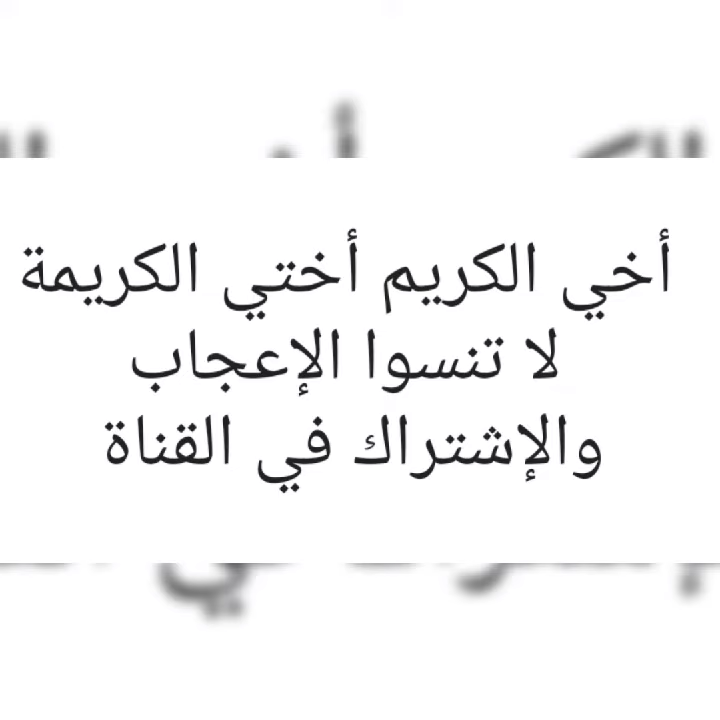 أخي الكريم أختي الكريمة
لا تنسوا الإعجاب
والإشتراك في القناة